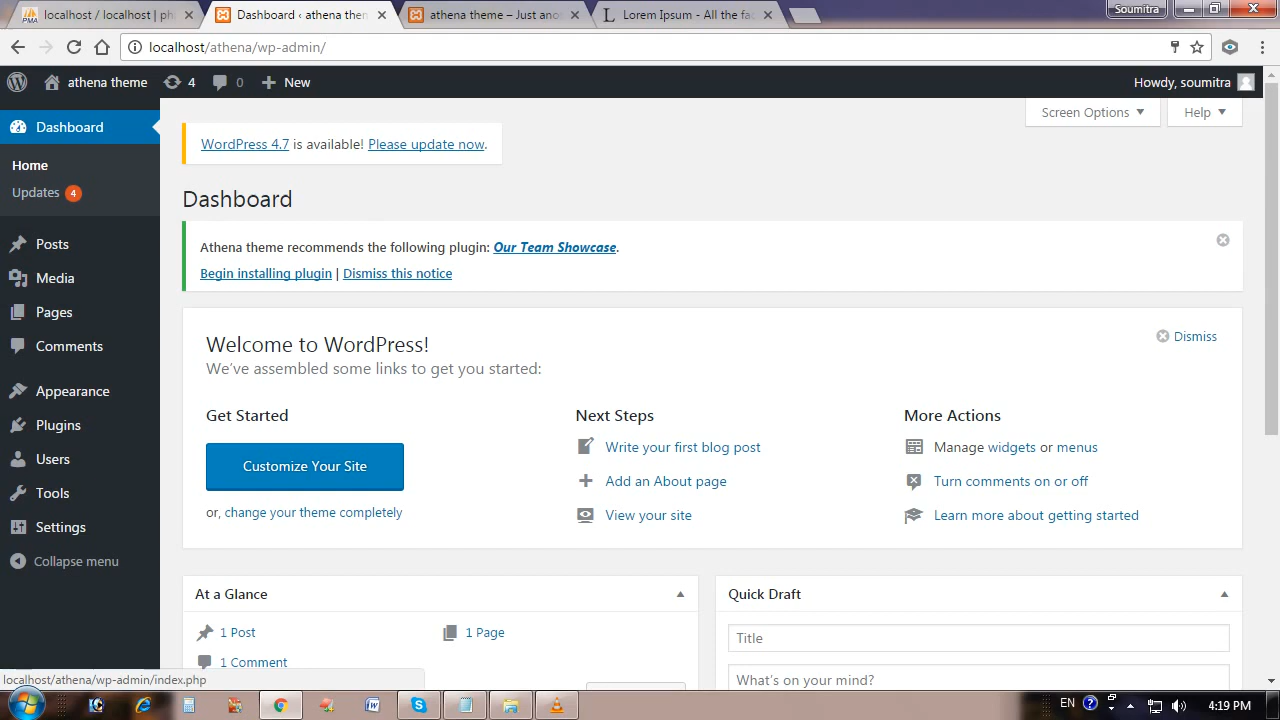 localhost / localhost | ph
Dashboard ‹ athena then
athena theme – Just a
Lorem Ipsum - All the fa
Soumitra
localhost/athena/wp-admin/
athena theme 4 0 New
Howdy, soumitra
Screen Options Help
Dashboard
Home
Updates 4
Posts
Media
Pages
Comments
Appearance
Plugins
Users
Tools
Settings
Collapse menu
WordPress 4.7 is available! Please update now.
Dashboard
Athena theme recommends the following plugin: Our Team Showcase.
Begin installing plugin | Dismiss this notice
Welcome to WordPress!
Dismiss
We've assembled some links to get you started:
Get Started
Customize Your Site
or, change your theme completely
Next Steps
Write your first blog post
Add an About page
View your site
More Actions
Manage widgets or menus
Turn comments on or off
Learn more about getting started
At a Glance
1 Post
1 Page
1 Comment
Quick Draft
Title
What's on your mind?
localhost/athena/wp-admin/index.php
EN
4:19 PM